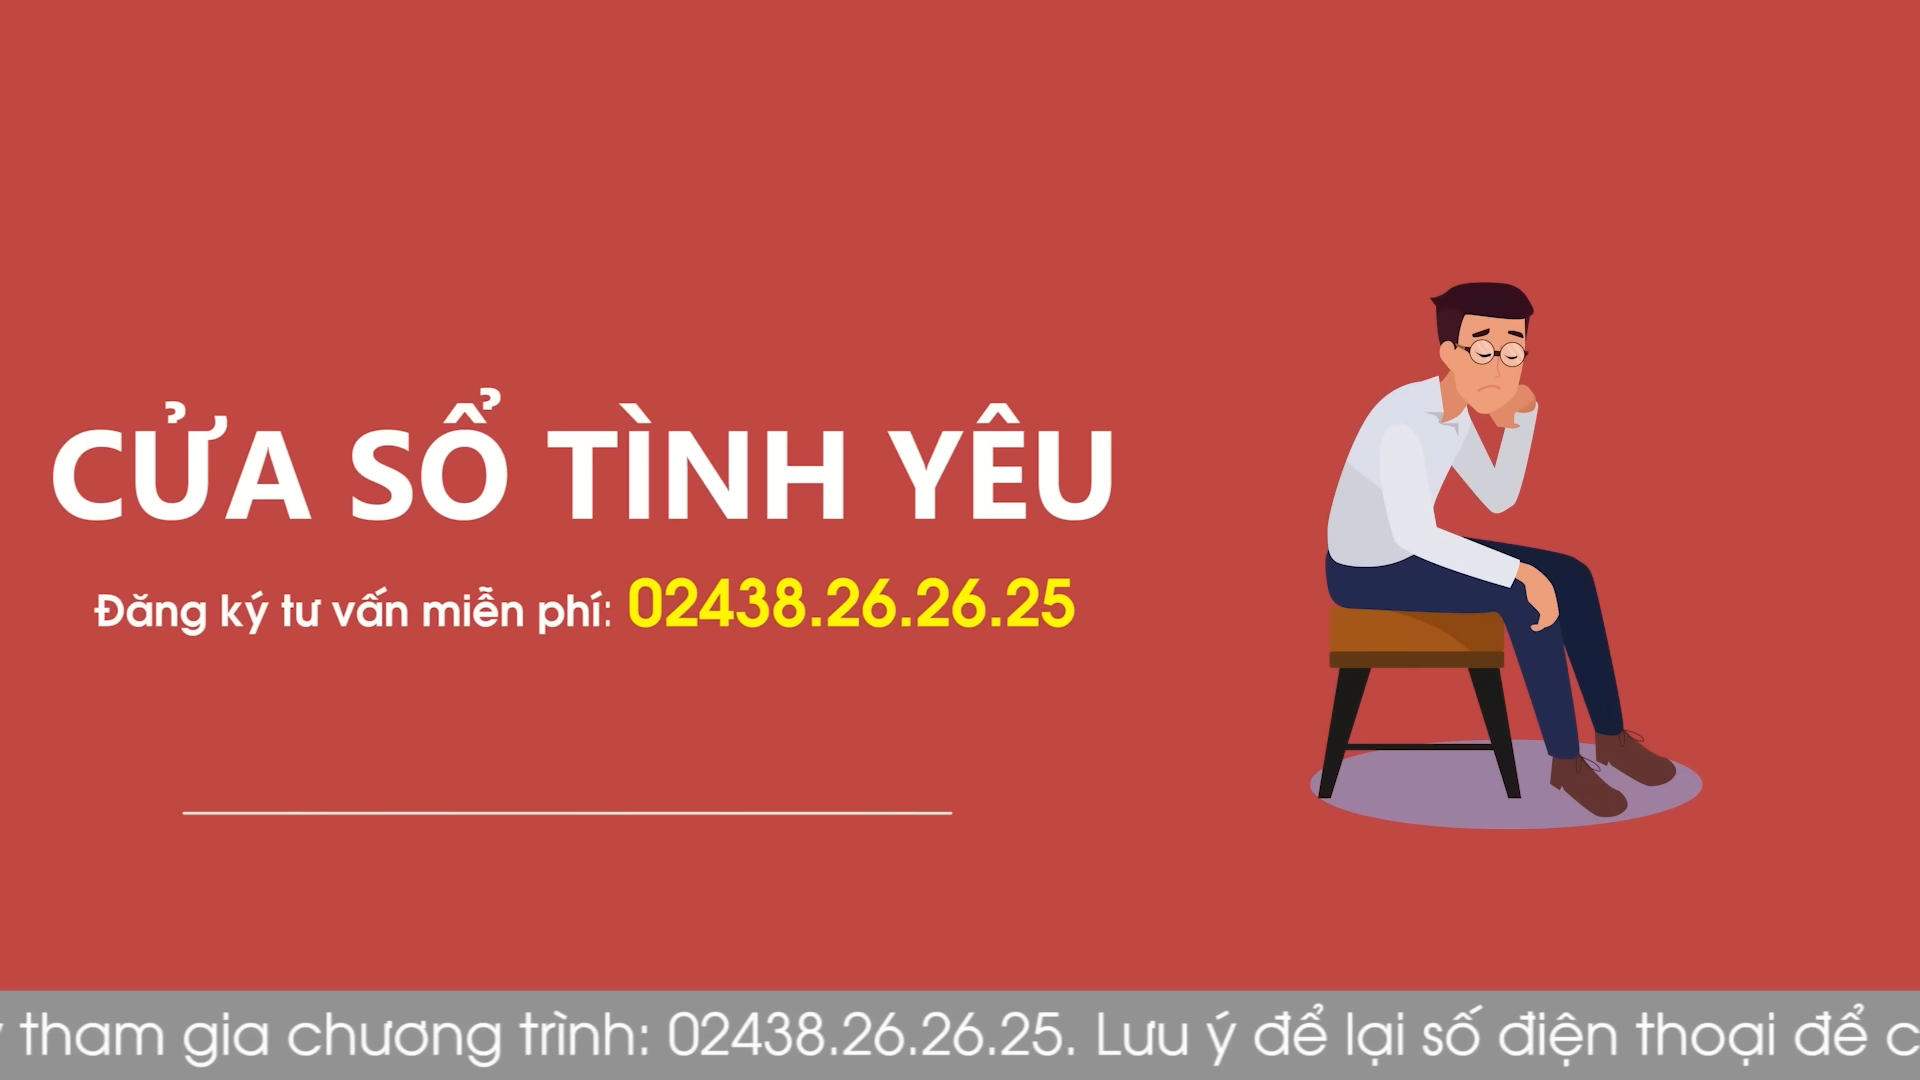 CỬA SỔ TÌNH YÊU
Đăng ký tư vấn miễn phí: 02438.26.26.25
tham gia chương trình: 02438.26.26.25. Lưu ý để lại số điện thoại để